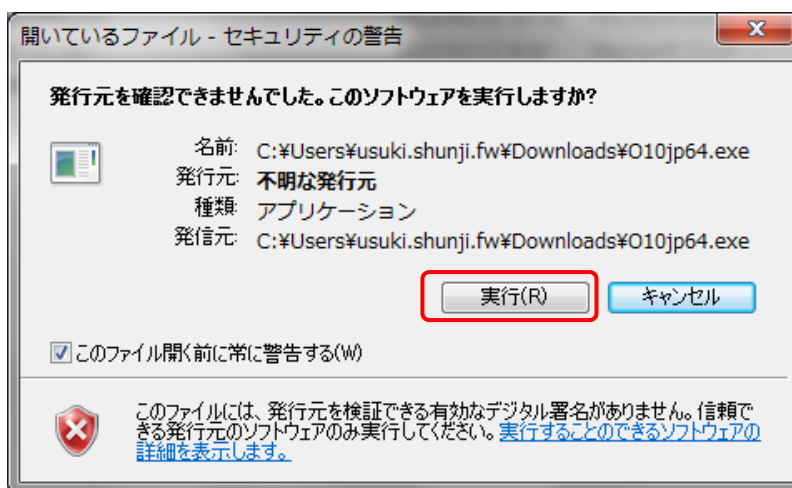 開いているファイル - セキュリティの警告
発行元を確認できませんでした。このソフトウェアを実行しますか?
名前: C:¥Users¥usuki.shunji.fw¥Downloads¥O10jp64.exe
発行元: 不明な発行元
種類: アプリケーション
発信元: C:¥Users¥usuki.shunji.fw¥Downloads¥O10jp64.exe
実行(R) キャンセル
このファイル開く前に常に警告する(W)
このファイルには、発行元を検証できる有効なデジタル署名がありません。信頼で
きる発行元のソフトウェアのみ実行してください。実行することのできるソフトウェアの
詳細を表示します。